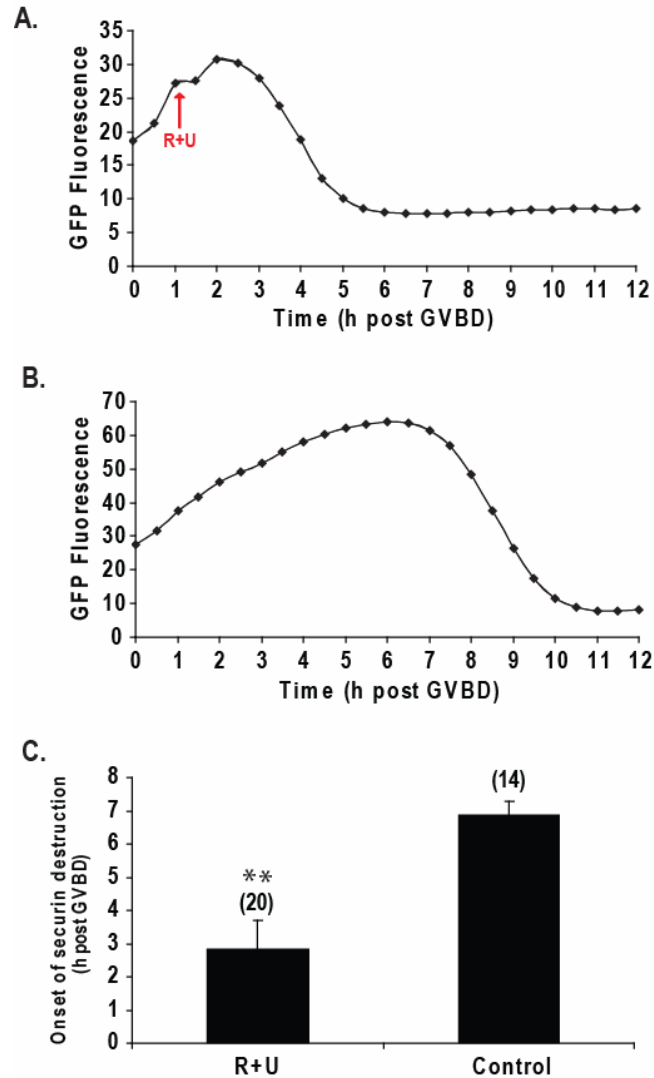 A.
GFP Fluorescence
35
30
25
20
15
10
5
0
R+U
0 1 2 3 4 5 6 7 8 9 10 11 12
Time (h post GVBD)
B.
GFP Fluorescence
70
60
50
40
30
20
10
0
0 1 2 3 4 5 6 7 8 9 10 11 12
Time (h post GVBD)
C.
Onset of securin destruction
(h post GVBD)
8
7
6
5
4
3
2
1
0
**
(20)
(14)
R+U Control